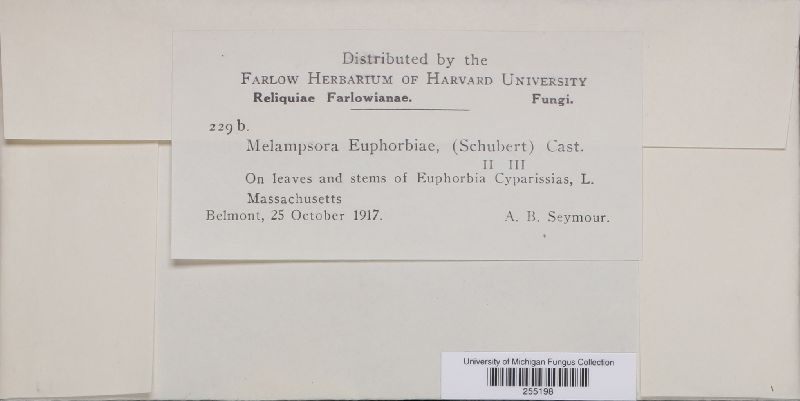 Distributed by the
FARLOW HERBARIUM OF HARVARD UNIVERSITY
Reliquiae Farlowianae. Fungi.
229 b.
Melampsora Euphorbiae, (Schubert) Cast.
II III
On leaves and stems of Euphorbia Cyparissias, L.
Massachusetts
Belmont, 25 October 1917. A. B. Seymour.
University of Michigan Fungus Collection
255198